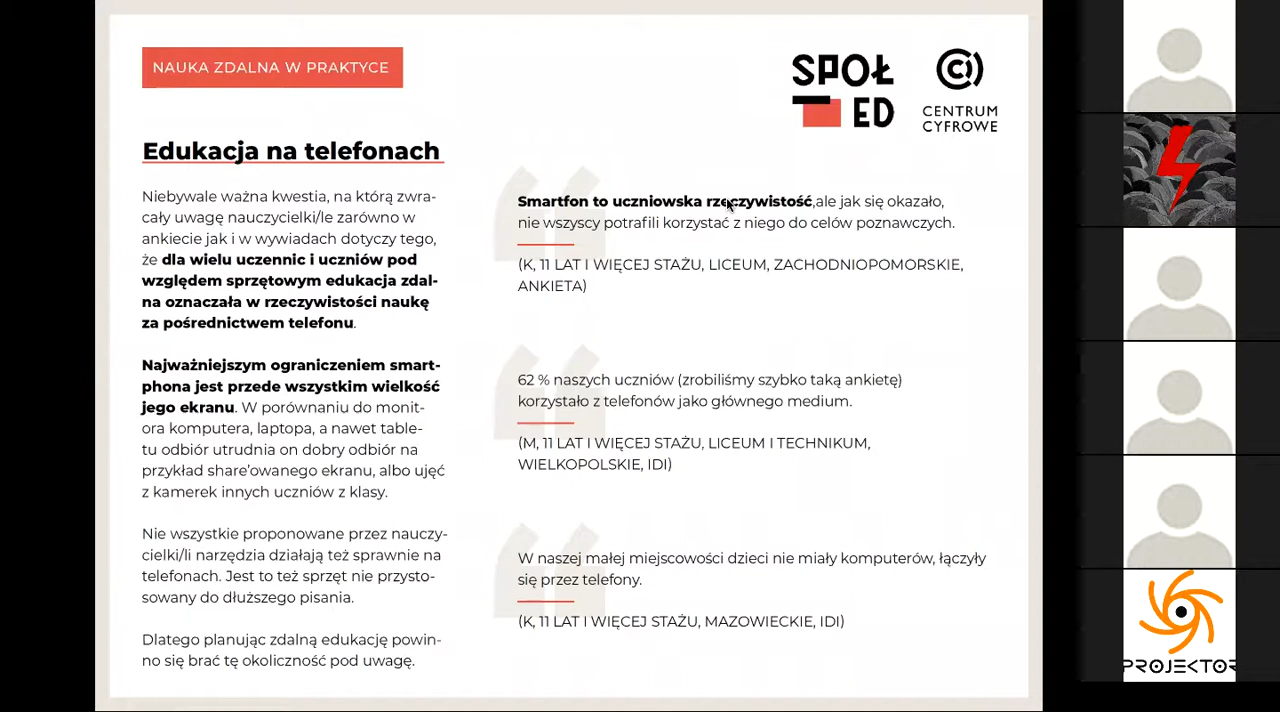 NAUKA ZDALNA W PRAKTYCE
SPOŁ
ED
CENTRUM
CYFROWE
Edukacja na telefonach
Niebywale ważna kwestia, na którą zwra-
cały uwagę nauczycielki/le zarówno w
ankiecie jak i w wywiadach dotyczy tego,
że dla wielu uczennic i uczniów pod
względem sprzętowym edukacja zdal-
na oznaczała w rzeczywistości naukę
za pośrednictwem telefonu.
Najważniejszym ograniczeniem smart-
phona jest przede wszystkim wielkość
jego ekranu. W porównaniu do monit-
ora komputera, laptopa, a nawet table-
tu odbiór utrudnia on dobry odbiór na
przykład share'owanego ekranu, albo ujęć
z kamerek innych uczniów z klasy.
Nie wszystkie proponowane przez nauczy-
cielki/li narzędzia działają też sprawnie na
telefonach. Jest to też sprzęt nie przysto-
sowany do dłuższego pisania.
Dlatego planując zdalną edukację powin-
no się brać tę okoliczność pod uwagę.
Smartfon to uczniowska rzeczywistość,ale jak się okazało,
nie wszyscy potrafili korzystać z niego do celów poznawczych.
(K, 11 LAT I WIĘCEJ STAŻU, LICEUM, ZACHODNIOPOMORSKIE,
ANKIETA)
62 % naszych uczniów (zrobiliśmy szybko taką ankietę)
korzystało z telefonów jako głównego medium.
(M, 11 LAT I WIĘCEJ STAŻU, LICEUM I TECHNIKUM,
WIELKOPOLSKIE, IDI)
W naszej małej miejscowości dzieci nie miały komputerów, łączyły
się przez telefony.
(K, 11 LAT I WIĘCEJ STAŻU, MAZOWIECKIE, IDI)
PROJEKTOR